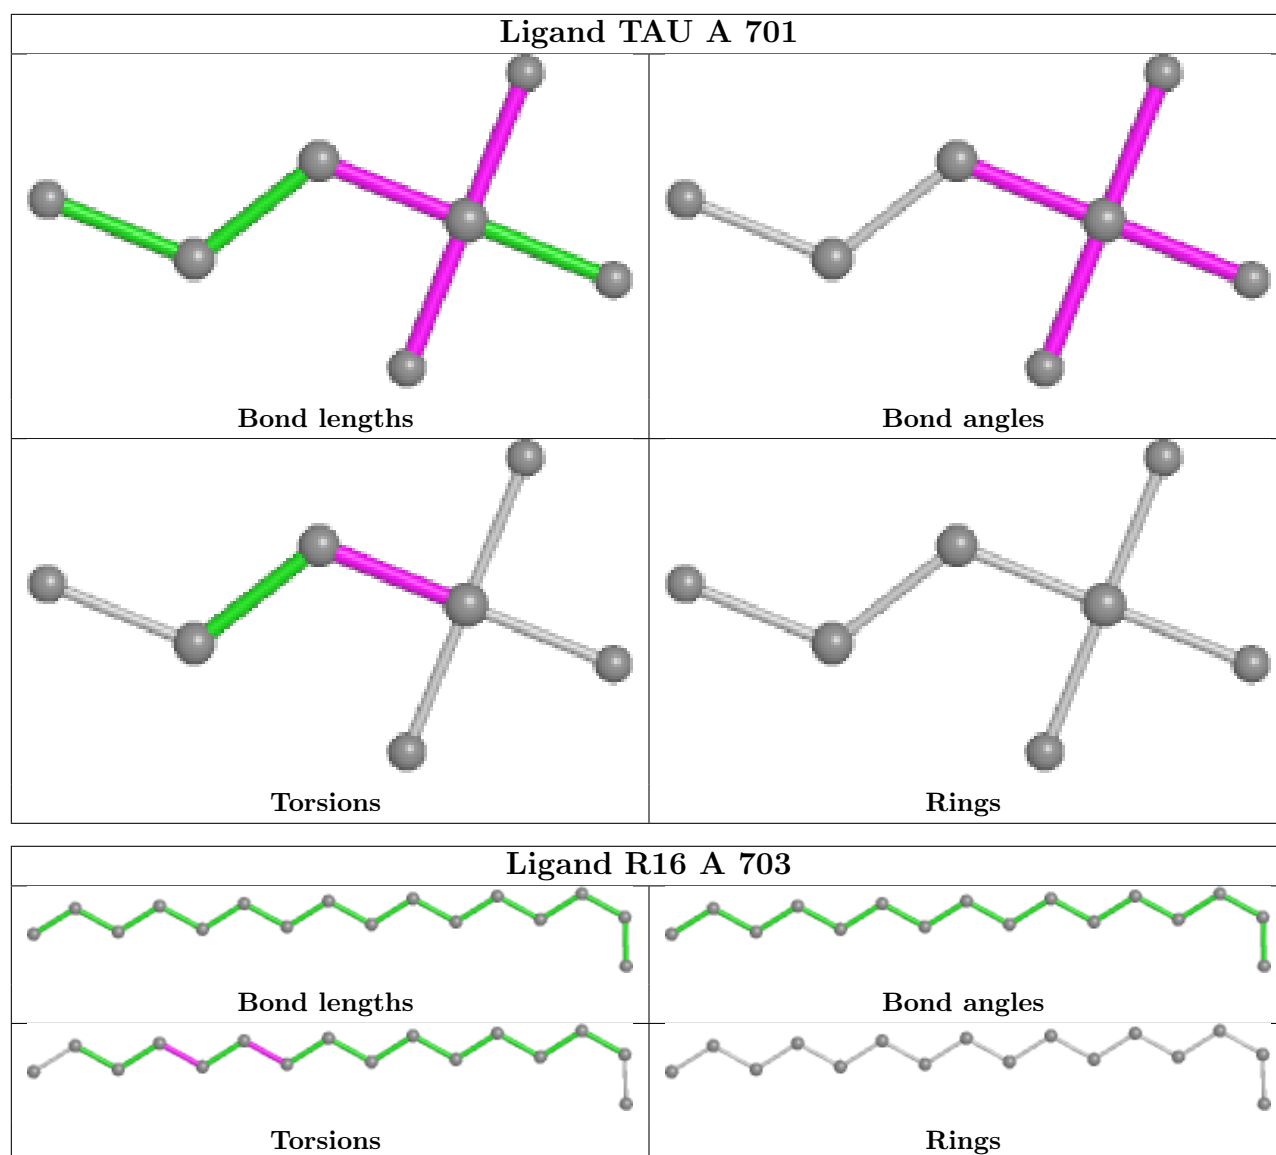 Ligand TAU A 701
Bond lengths
Bond angles
Torsions
Rings
Ligand R16 A 703
Bond lengths
Bond angles
Torsions
Rings